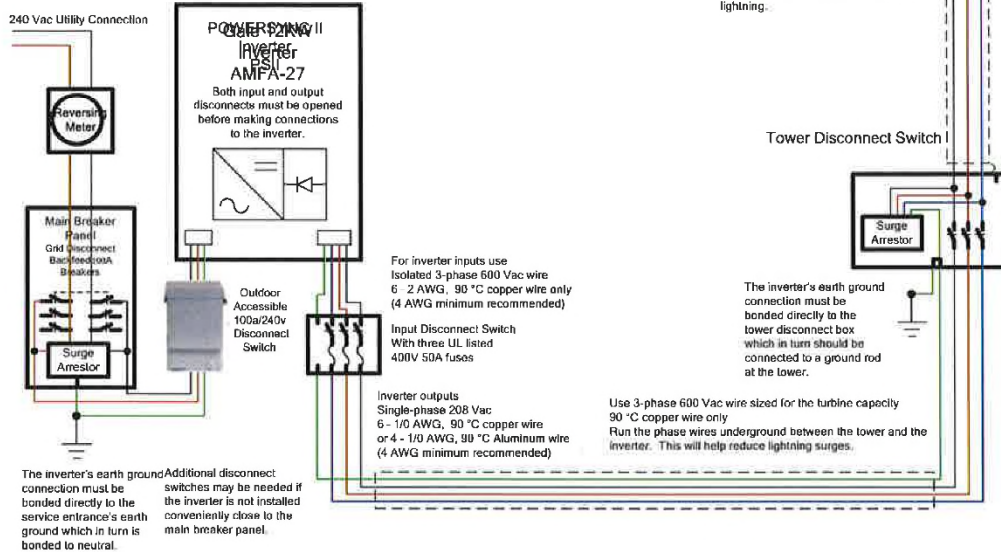 lightning.
240 Vac Utility Connection
POWERSYNC II
Gale 12KW
Inverter
Inverter
PSII
AMFA-27
Both input and output
disconnects must be opened
before making connections
to the inverter.
Reversing
Meter
Tower Disconnect Switch
Main Breaker
Panel
Grid Disconnect
Backfeed
Breakers
Surge
Arrestor
Outdoor
Accessible
100a/240v
Disconnect
Switch
For inverter inputs use
Isolated 3-phase 600 Vac wire
6 - 2 AWG, 90 °C copper wire only
(4 AWG minimum recommended)
Input Disconnect Switch
With three UL listed
400V 50A fuses
Surge
Arrestor
The inverter's earth ground
connection must be
bonded directly to the
tower disconnect box
which in turn should be
connected to a ground rod
at the tower.
Inverter outputs
Single-phase 208 Vac
6 - 1/0 AWG, 90 °C copper wire
or 4 - 1/0 AWG, 90 °C Aluminum wire
(4 AWG minimum recommended)
Use 3-phase 600 Vac wire sized for the turbine capacity
90 °C copper wire only
Run the phase wires underground between the tower and the
inverter. This will help reduce lightning surges.
The inverter's earth ground
connection must be
bonded directly to the
service entrance's earth
ground which in turn is
bonded to neutral.
Additional disconnect
switches may be needed if
the inverter is not installed
conveniently close to the
main breaker panel.